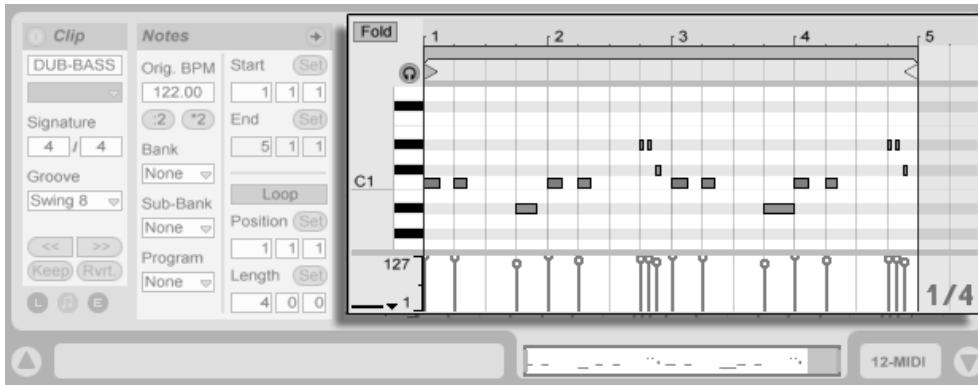 Clip
DUB-BASS
Signature
4 / 4
Groove
Swing 8
<< >>
Keep Rvrt.
L E
Notes
Orig. BPM
122.00
:2 *2
Bank
None
Sub-Bank
None
Program
None
Start Set
1 1 1
End Set
5 1 1
Loop
Position Set
1 1 1
Length Set
4 0 0
Fold
1 2 3 4 5
C1
127
1
1/4
12-MIDI